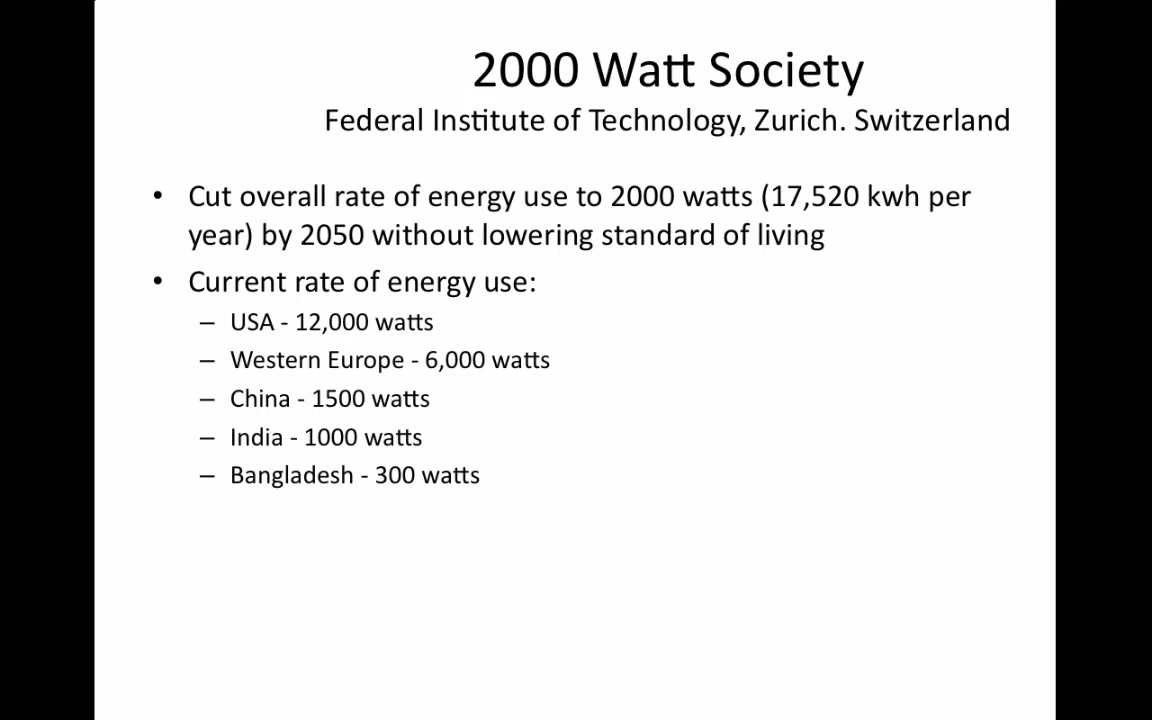 2000 Watt Society
Federal Institute of Technology, Zurich. Switzerland
• Cut overall rate of energy use to 2000 watts (17,520 kwh per
year) by 2050 without lowering standard of living
• Current rate of energy use:
– USA - 12,000 watts
– Western Europe - 6,000 watts
– China - 1500 watts
– India - 1000 watts
– Bangladesh - 300 watts